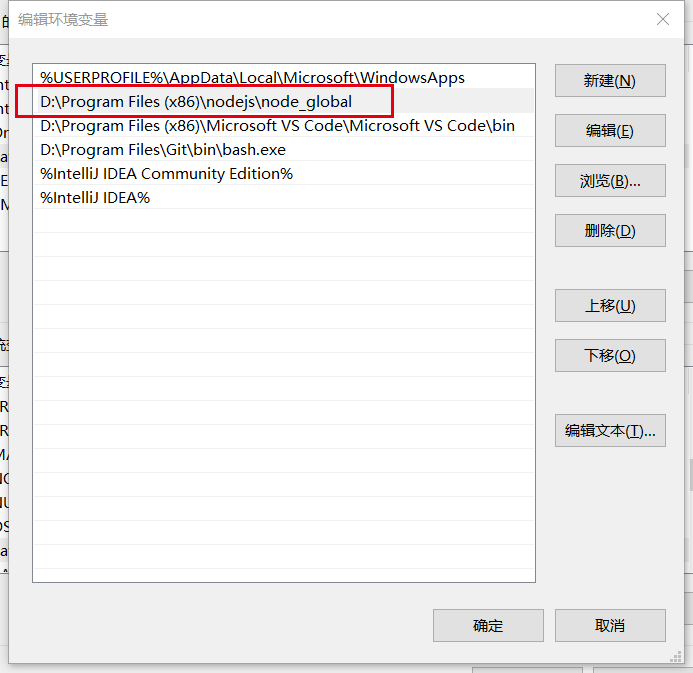 编辑环境变量
%USERPROFILE%\AppData\Local\Microsoft\WindowsApps
D:\Program Files (x86)\nodejs\node_global
D:\Program Files (x86)\Microsoft VS Code\Microsoft VS Code\bin
D:\Program Files\Git\bin\bash.exe
%IntelliJ IDEA Community Edition%
%IntelliJ IDEA%
新建(N)
编辑(E)
浏览(B)...
删除(D)
上移(U)
下移(O)
编辑文本(T)...
确定
取消